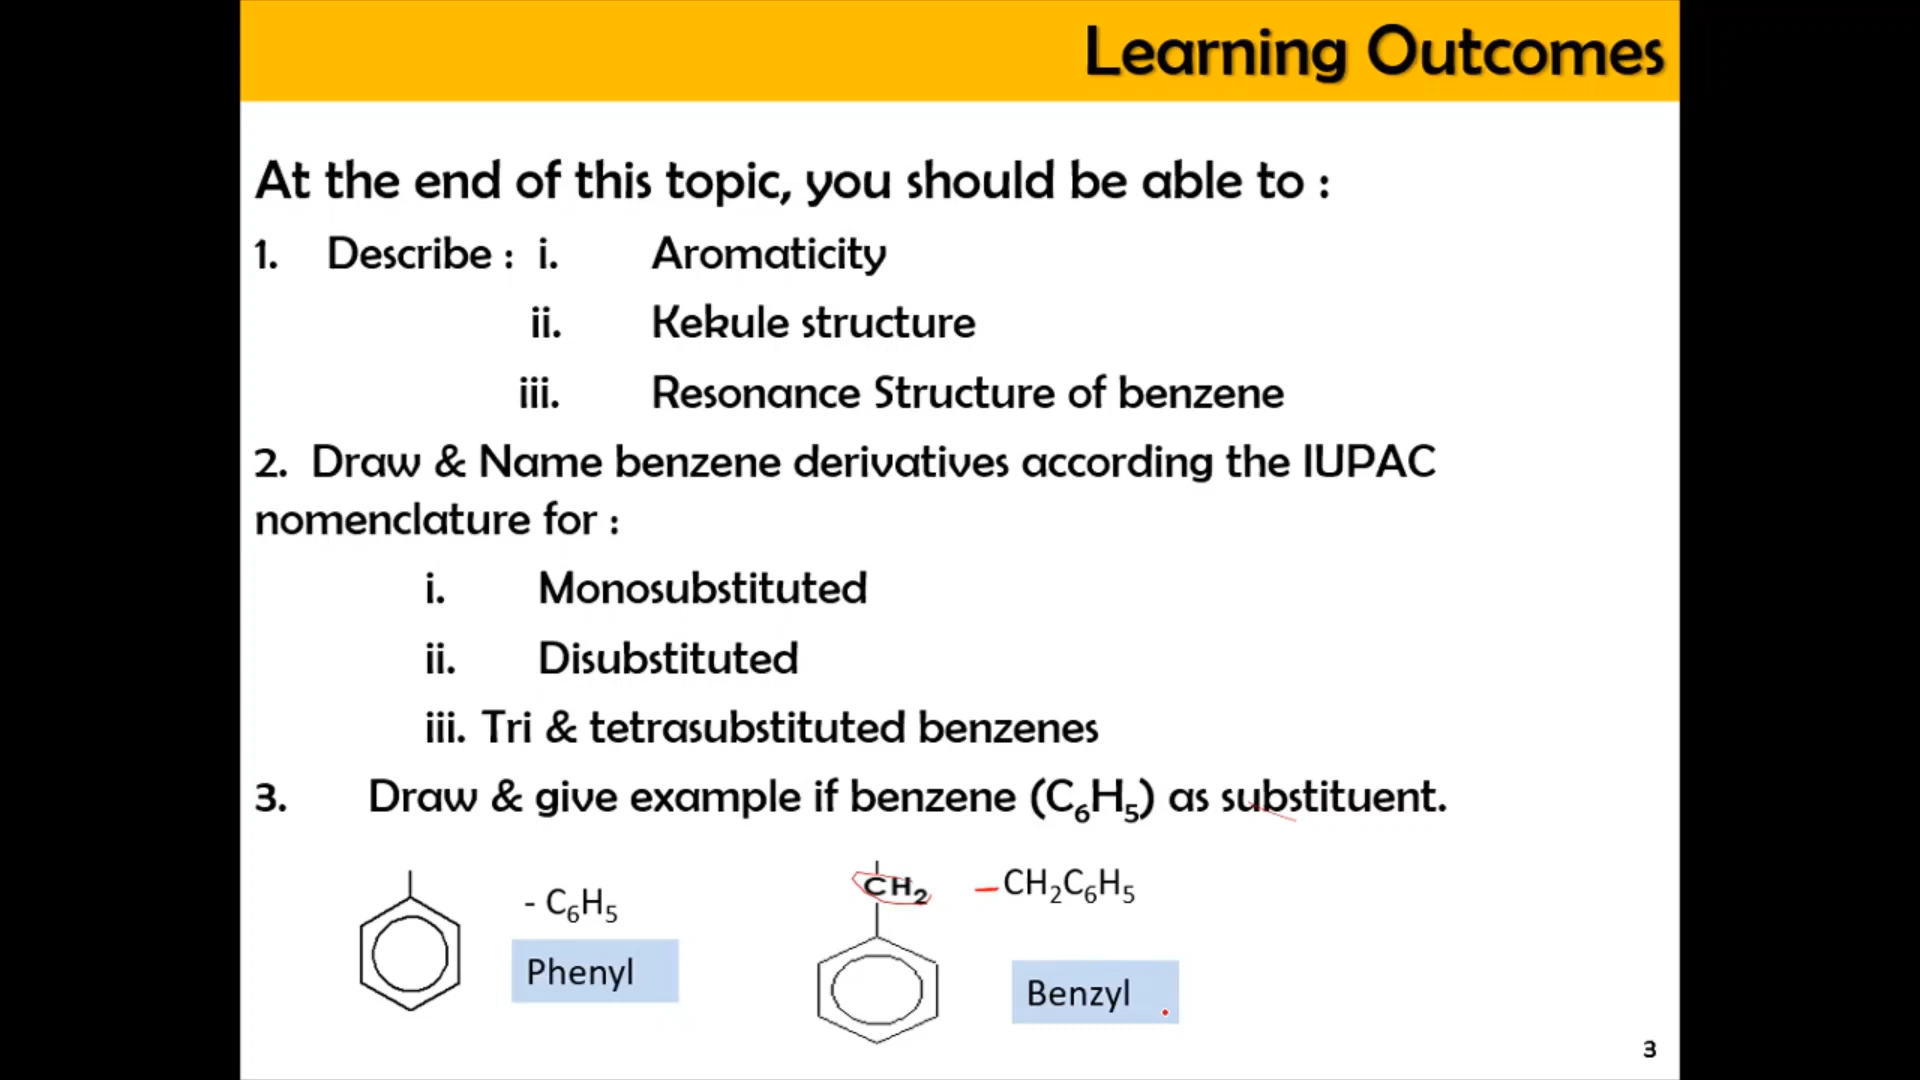 Learning Outcomes
At the end of this topic, you should be able to :
1. Describe : i. Aromaticity
ii. Kekule structure
iii. Resonance Structure of benzene
2. Draw & Name benzene derivatives according the IUPAC
nomenclature for :
i. Monosubstituted
ii. Disubstituted
iii. Tri & tetrasubstituted benzenes
3. Draw & give example if benzene (C₆H₅) as substituent.
- C₆H₅
Phenyl
CH₂
–CH₂C₆H₅
Benzyl
3